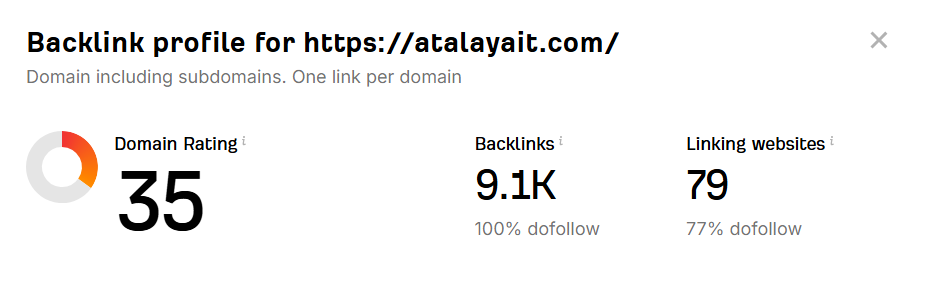 Backlink profile for https://atalayait.com/
Domain including subdomains. One link per domain
Domain Rating i
35
Backlinks i
9.1K
100% dofollow
Linking websites i
79
77% dofollow